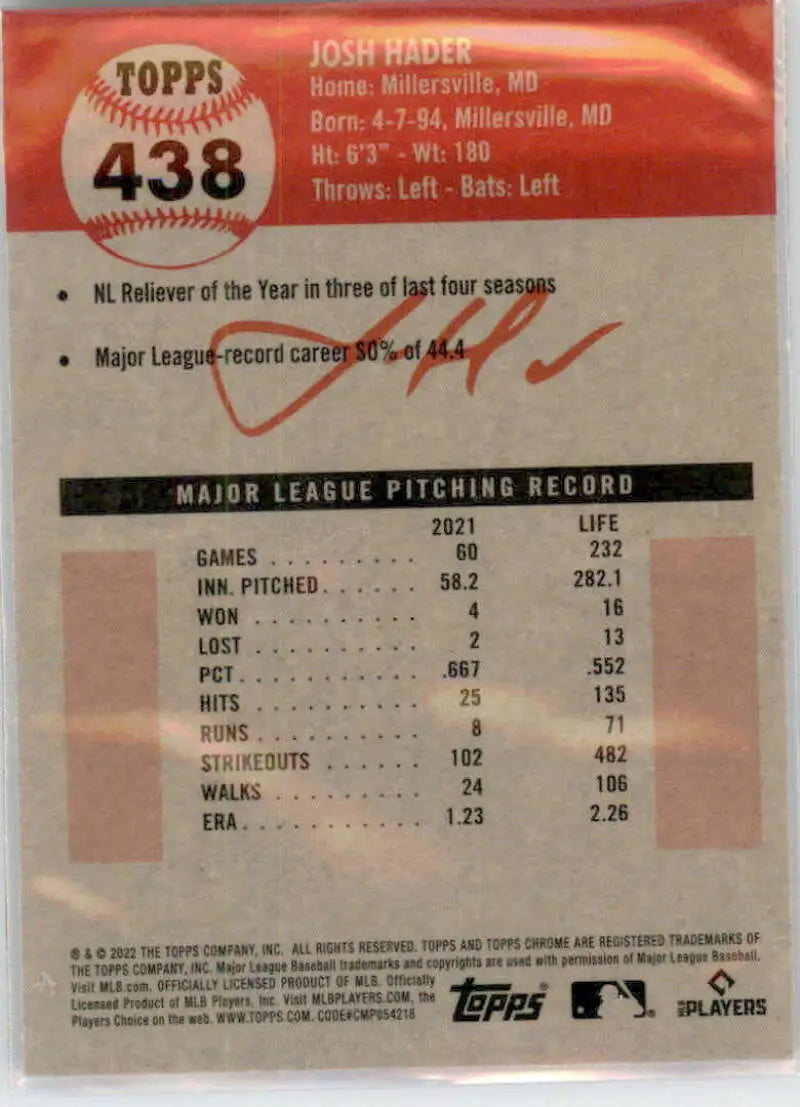 TOPPS
438
JOSH HADER
Home: Millersville, MD
Born: 4-7-94, Millersville, MD
Ht: 6'3" - Wt: 180
Throws: Left - Bats: Left
• NL Reliever of the Year in three of last four seasons
• Major League-record career SO% of 44.4
MAJOR LEAGUE PITCHING RECORD
2021 LIFE
GAMES . . . . . . . . . . 60 232
INN. PITCHED . . . . . . 58.2 282.1
WON . . . . . . . . . . 4 16
LOST . . . . . . . . . . 2 13
PCT . . . . . . . . . . . .667 .552
HITS . . . . . . . . . . 25 135
RUNS . . . . . . . . . . 8 71
STRIKEOUTS . . . . . . 102 482
WALKS . . . . . . . . . 24 106
ERA . . . . . . . . . . . 1.23 2.26
® & © 2022 THE TOPPS COMPANY, INC. ALL RIGHTS RESERVED. TOPPS AND TOPPS CHROME ARE REGISTERED TRADEMARKS OF
THE TOPPS COMPANY, INC. Major League Baseball trademarks and copyrights are used with permission of Major League Baseball.
Visit MLB.com. OFFICIALLY LICENSED PRODUCT OF MLB. Officially
Licensed Product of MLB Players, Inc. Visit MLBPLAYERS.COM, the
Players Choice on the web. WWW.TOPPS.COM. CODE#CMP054218
Topps®
PLAYERS